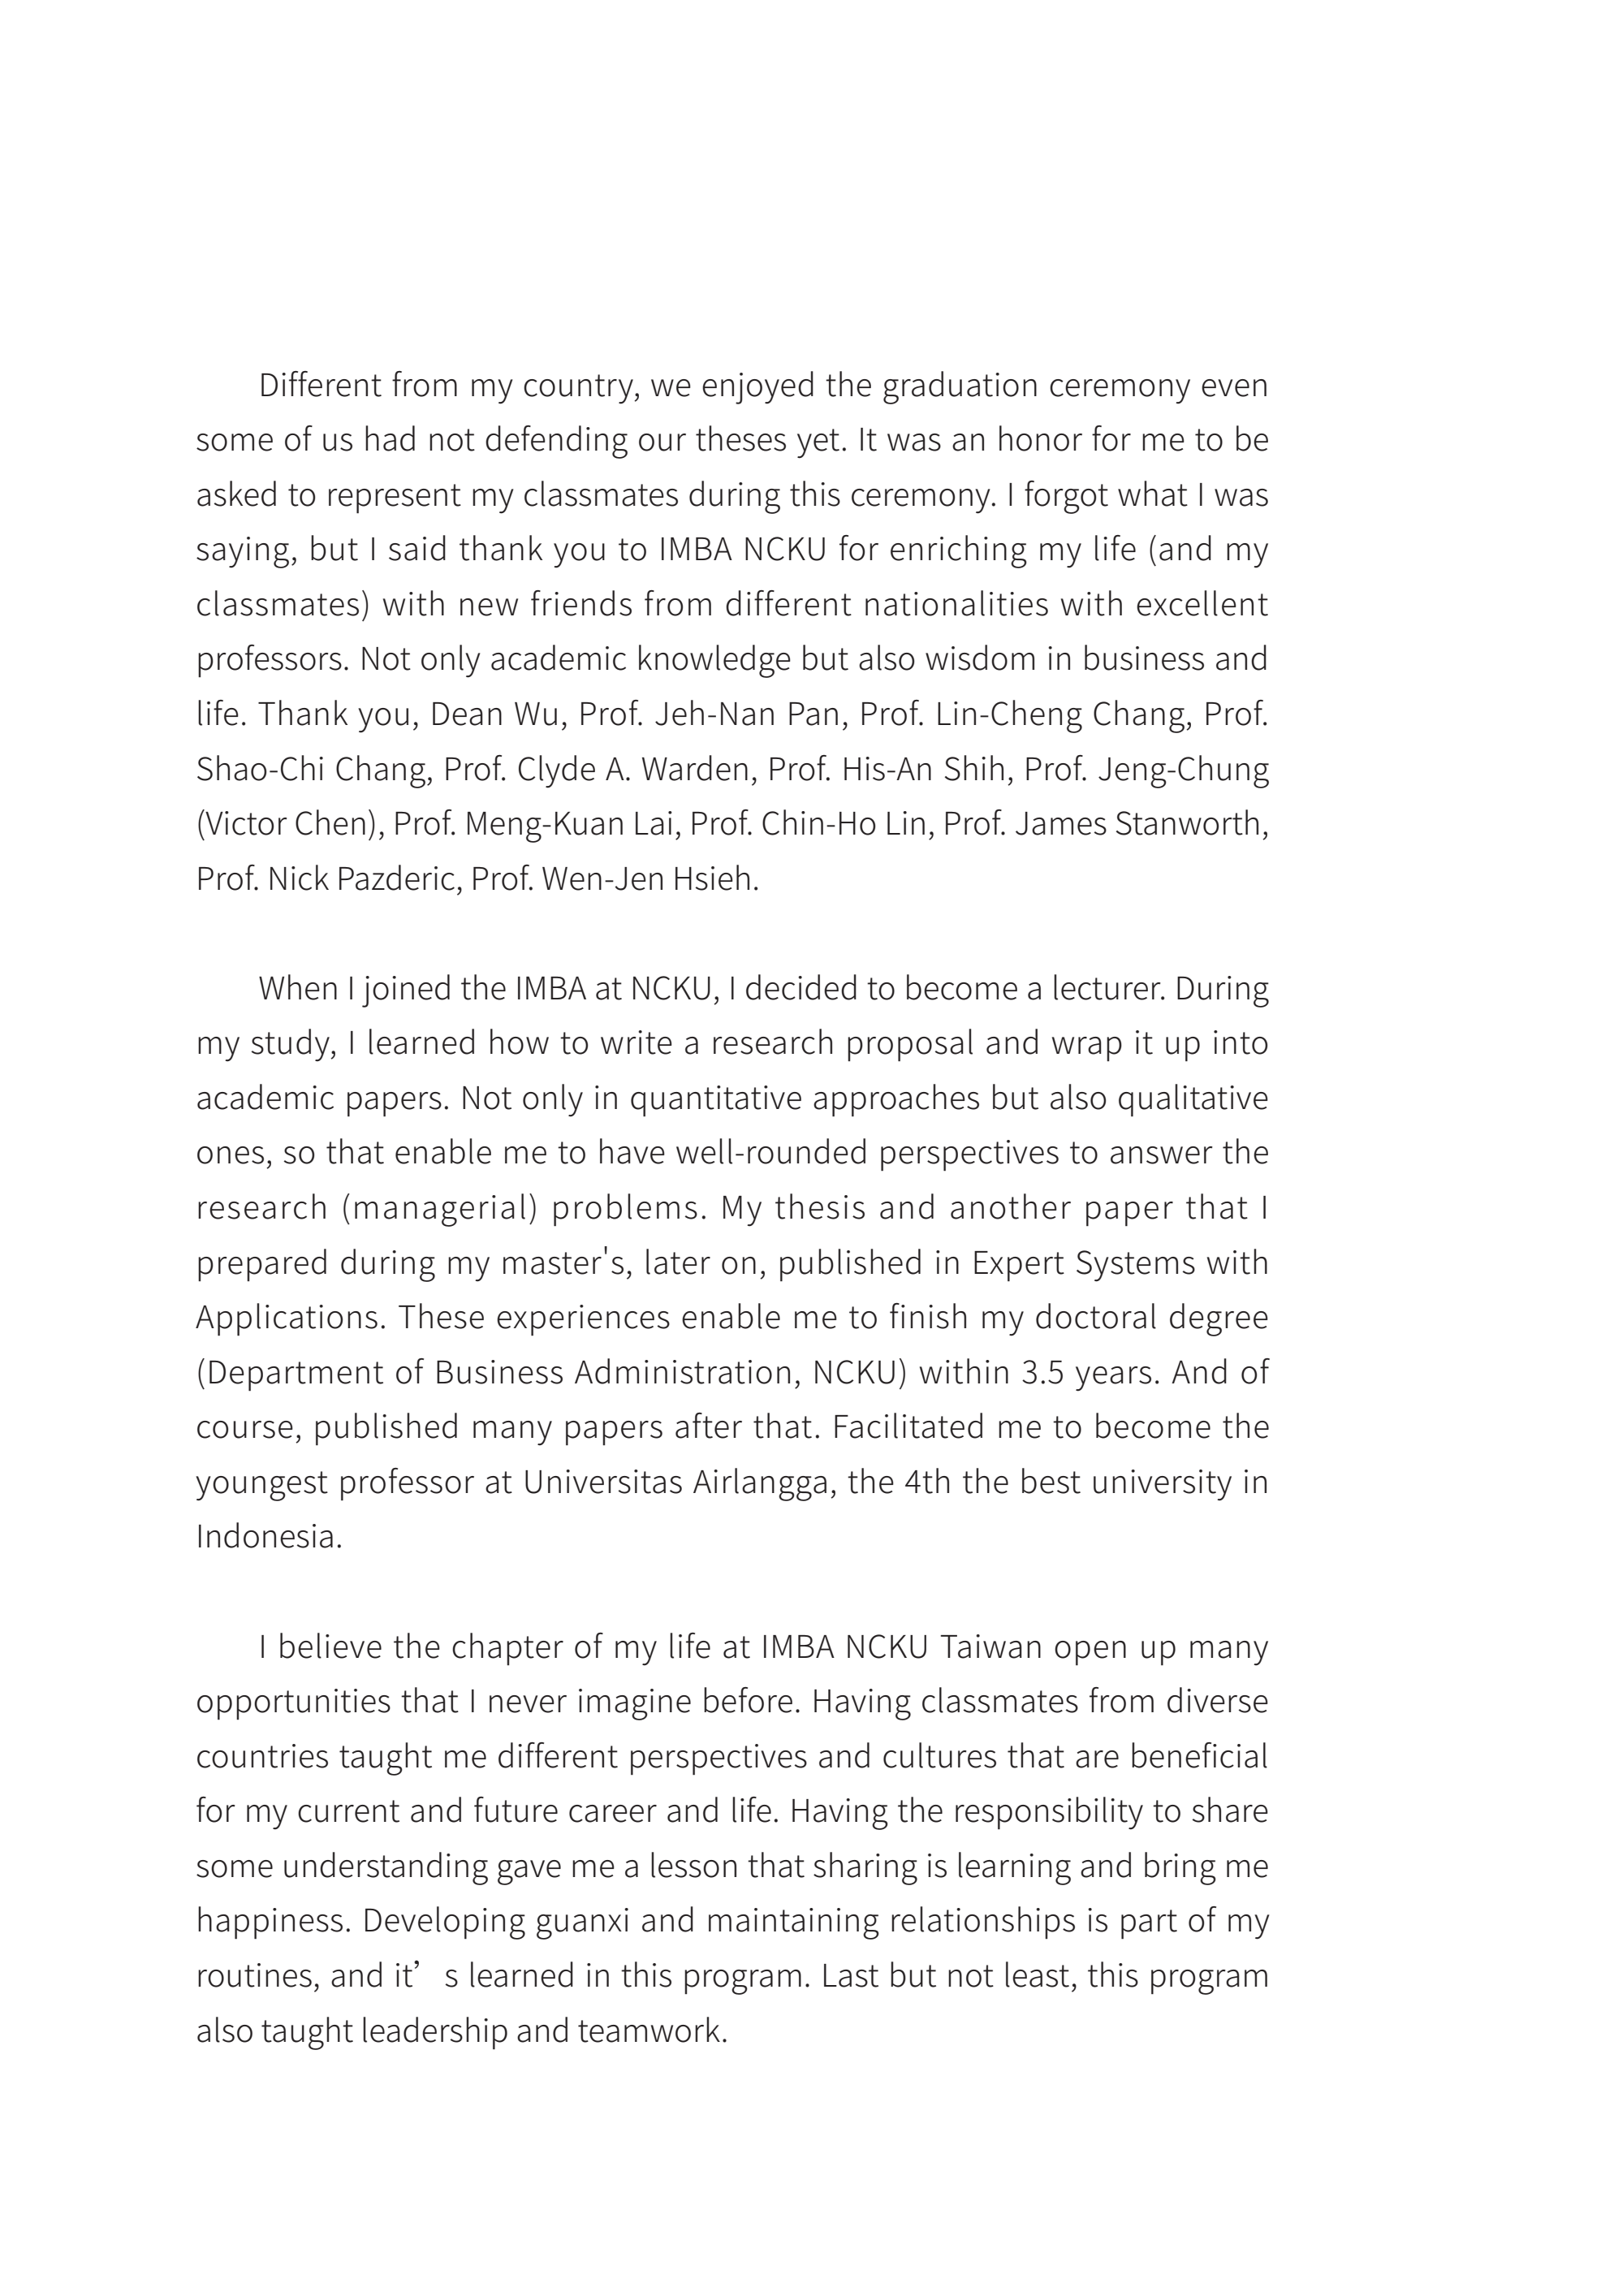 Different from my country, we enjoyed the graduation ceremony even
some of us had not defending our theses yet. It was an honor for me to be
asked to represent my classmates during this ceremony. I forgot what I was
saying, but I said thank you to IMBA NCKU for enriching my life (and my
classmates) with new friends from different nationalities with excellent
professors. Not only academic knowledge but also wisdom in business and
life. Thank you, Dean Wu, Prof. Jeh-Nan Pan, Prof. Lin-Cheng Chang, Prof.
Shao-Chi Chang, Prof. Clyde A. Warden, Prof. His-An Shih, Prof. Jeng-Chung
(Victor Chen), Prof. Meng-Kuan Lai, Prof. Chin-Ho Lin, Prof. James Stanworth,
Prof. Nick Pazderic, Prof. Wen-Jen Hsieh.
When I joined the IMBA at NCKU, I decided to become a lecturer. During
my study, I learned how to write a research proposal and wrap it up into
academic papers. Not only in quantitative approaches but also qualitative
ones, so that enable me to have well-rounded perspectives to answer the
research (managerial) problems. My thesis and another paper that I
prepared during my master's, later on, published in Expert Systems with
Applications. These experiences enable me to finish my doctoral degree
(Department of Business Administration, NCKU) within 3.5 years. And of
course, published many papers after that. Facilitated me to become the
youngest professor at Universitas Airlangga, the 4th the best university in
Indonesia.
I believe the chapter of my life at IMBA NCKU Taiwan open up many
opportunities that I never imagine before. Having classmates from diverse
countries taught me different perspectives and cultures that are beneficial
for my current and future career and life. Having the responsibility to share
some understanding gave me a lesson that sharing is learning and bring me
happiness. Developing guanxi and maintaining relationships is part of my
routines, and it’s learned in this program. Last but not least, this program
also taught leadership and teamwork.